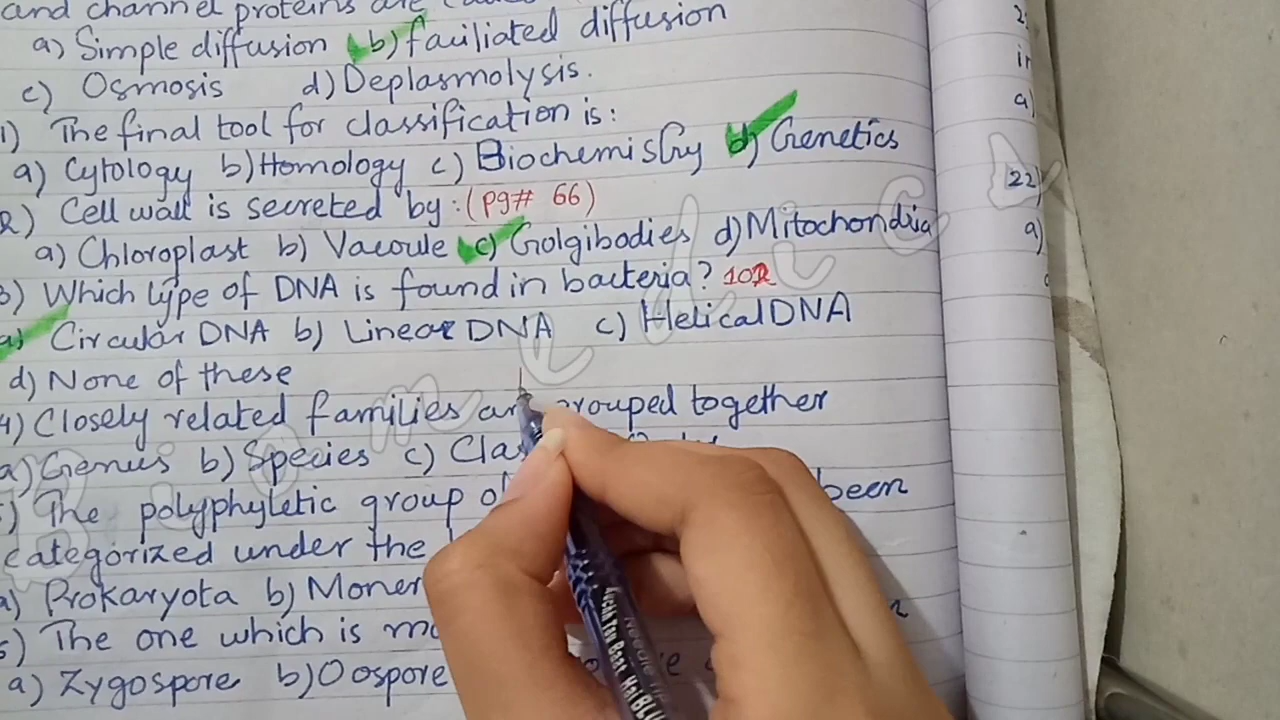 and channel proteins are
a) Simple diffusion b) fauiliated diffusion
c) Osmosis d) Deplasmolysis.
1) The final tool for classification is:
a) Cytology b) Homology c) Biochemistry d) Genetics
2) Cell wall is secreted by: (Pg# 66)
a) Chloroplast b) Vacoule c) Golgibodies d) Mitochondria
3) Which type of DNA is found in bacteria? 102
a) Circular DNA b) Linear DNA c) Helical DNA
d) None of these
4) Closely related families are grouped together
a) Genus b) Species c) Clas
) The polyphyletic group of been
categorized under the
a) Prokaryota b) Moner
) The one which is mo
a) Zygospore b) Oospore
22)
a)
a)